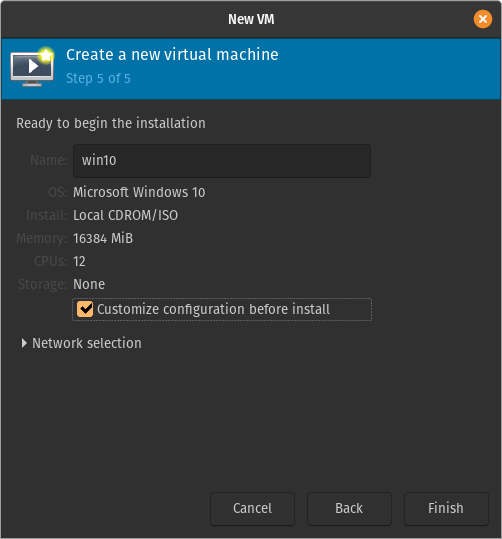 New VM
Create a new virtual machine
Step 5 of 5
Ready to begin the installation
Name: win10
OS: Microsoft Windows 10
Install: Local CDROM/ISO
Memory: 16384 MiB
CPUs: 12
Storage: None
Customize configuration before install
Network selection
Cancel Back Finish